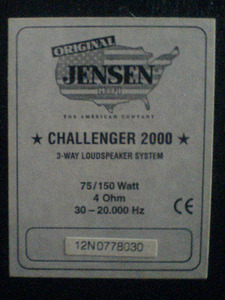 ORIGINAL
JENSEN
THE AMERICAN COMPANY
★ CHALLENGER 2000 ★
3-WAY LOUDSPEAKER SYSTEM
75/150 Watt
4 Ohm
30-20.000 Hz
CE
12N0778030